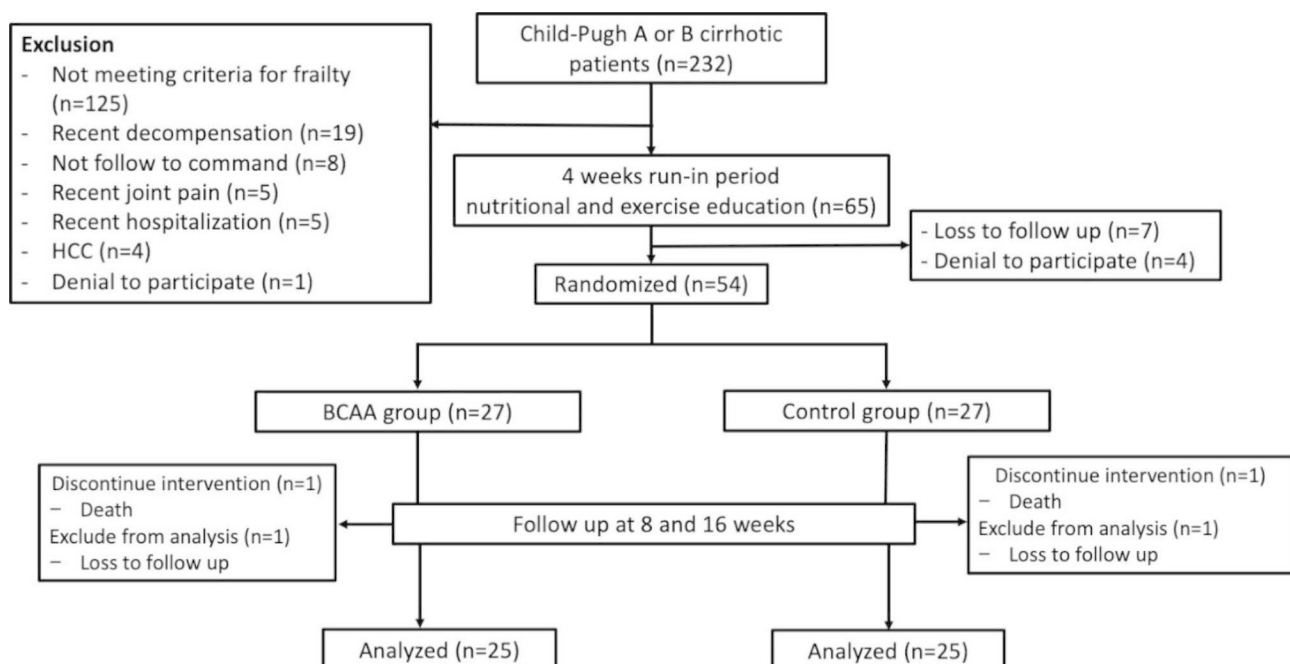 Child-Pugh A or B cirrhotic
patients (n=232)
Exclusion
- Not meeting criteria for frailty
(n=125)
- Recent decompensation (n=19)
- Not follow to command (n=8)
- Recent joint pain (n=5)
- Recent hospitalization (n=5)
- HCC (n=4)
- Denial to participate (n=1)
4 weeks run-in period
nutritional and exercise education (n=65)
- Loss to follow up (n=7)
- Denial to participate (n=4)
Randomized (n=54)
BCAA group (n=27)
Control group (n=27)
Discontinue intervention (n=1)
– Death
Exclude from analysis (n=1)
– Loss to follow up
Follow up at 8 and 16 weeks
Discontinue intervention (n=1)
– Death
Exclude from analysis (n=1)
– Loss to follow up
Analyzed (n=25)
Analyzed (n=25)